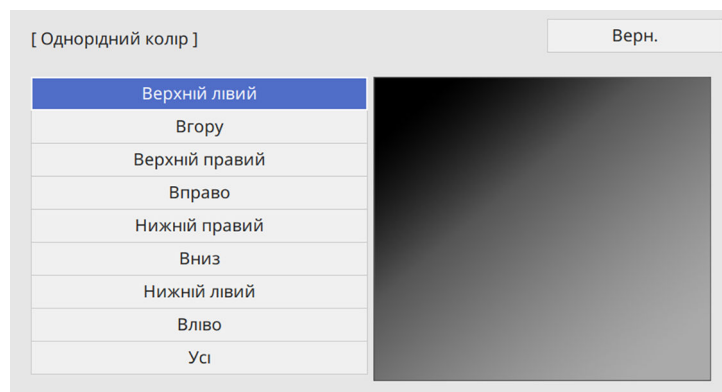 [ Однорідний колір ]
Верн.
Верхній лівий
Вгору
Верхній правий
Вправо
Нижній правий
Вниз
Нижній лівий
Вліво
Усі